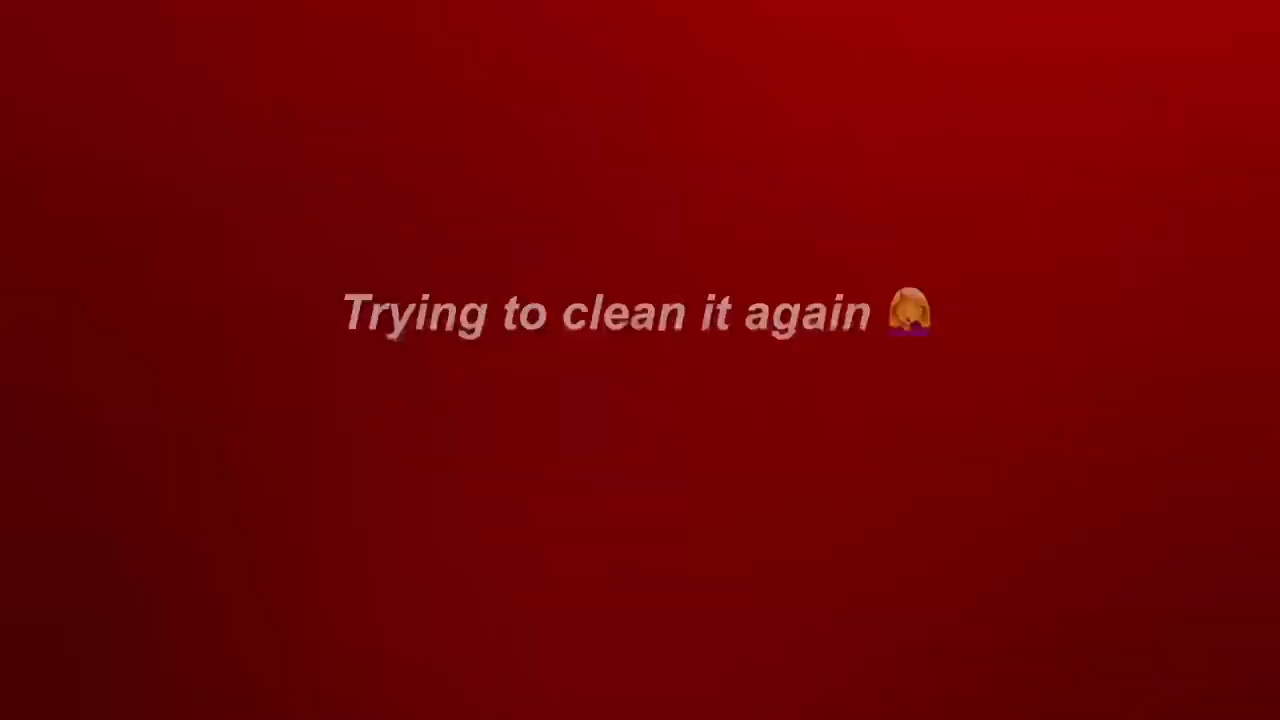 Trying to clean it again 🤦‍♀️